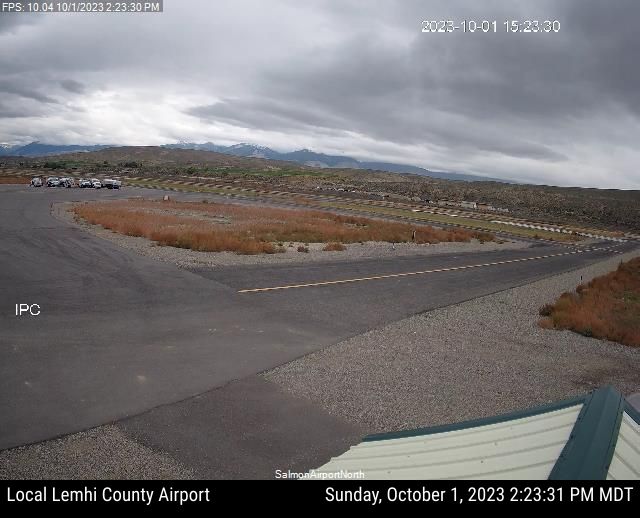 FPS: 10.04 10/1/2023 2:23:30 PM
2023-10-01 15:23:30
IPC
SalmonAirportNorth
Local Lemhi County Airport
Sunday, October 1, 2023 2:23:31 PM MDT